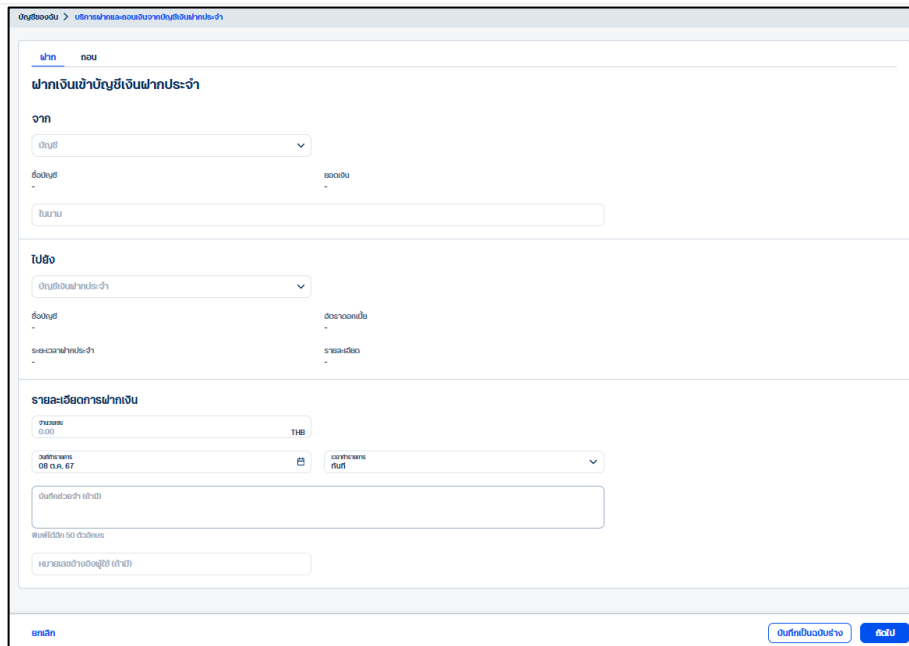 บัญชีของฉัน > บริการฝากและถอนเงินจากบัญชีเงินฝากประจำ
ฝาก ถอน
ฝากเงินเข้าบัญชีเงินฝากประจำ
จาก
บัญชี
ชื่อบัญชี ยอดเงิน
- -
ในนาม
ไปยัง
บัญชีเงินฝากประจำ
ชื่อบัญชี อัตราดอกเบี้ย
- -
ระยะเวลาฝากประจำ รายละเอียด
- -
รายละเอียดการฝากเงิน
จำนวนเงิน
0.00 THB
วันที่ทำรายการ เวลาทำรายการ
08 ต.ค. 67 ทันที
บันทึกช่วยจำ (ถ้ามี)
พิมพ์ได้อีก 50 ตัวอักษร
หมายเลขอ้างอิงผู้ใช้ (ถ้ามี)
ยกเลิก บันทึกเป็นฉบับร่าง ถัดไป